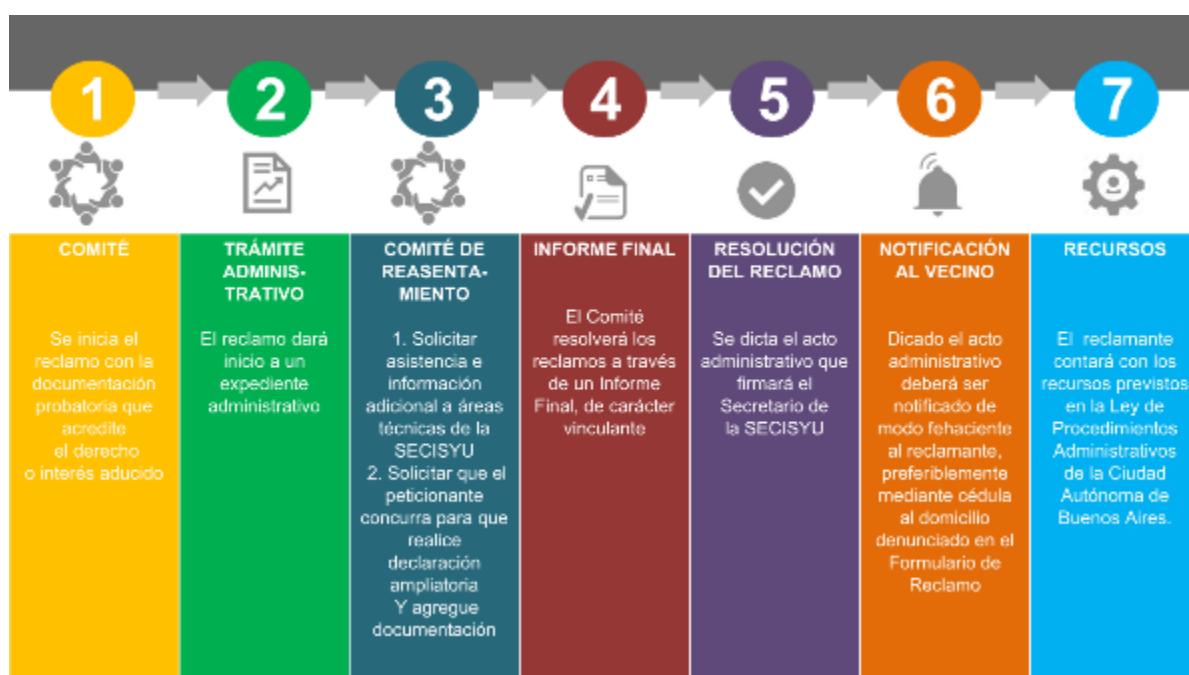 1
2
3
4
5
6
7
COMITÉ
Se inicia el
reclamo con la
documentación
probatoria que
acredite
el derecho
o interés aducido
TRÁMITE
ADMINIS-
TRATIVO
El reclamo dará
inicio a un
expediente
administrativo
COMITÉ DE
REASENTA-
MIENTO
1. Solicitar
asistencia e
información
adicional a áreas
técnicas de la
SECISYU
2. Solicitar que el
peticionante
concurra para que
realice
declaración
ampliatoria
Y agregue
documentación
INFORME FINAL
El Comité
resolverá los
reclamos a través
de un Informe
Final, de carácter
vinculante
RESOLUCIÓN
DEL RECLAMO
Se dicta el acto
administrativo que
firmará el
Secretario de
la SECISYU
NOTIFICACIÓN
AL VECINO
Dicado el acto
administrativo
deberá ser
notificado de
modo fehaciente
al reclamante,
preferiblemente
mediante cédula
al domicilio
denunciado en el
Formulario de
Reclamo
RECURSOS
El reclamante
contará con los
recursos previstos
en la Ley de
Procedimientos
Administrativos
de la Ciudad
Autónoma de
Buenos Aires.